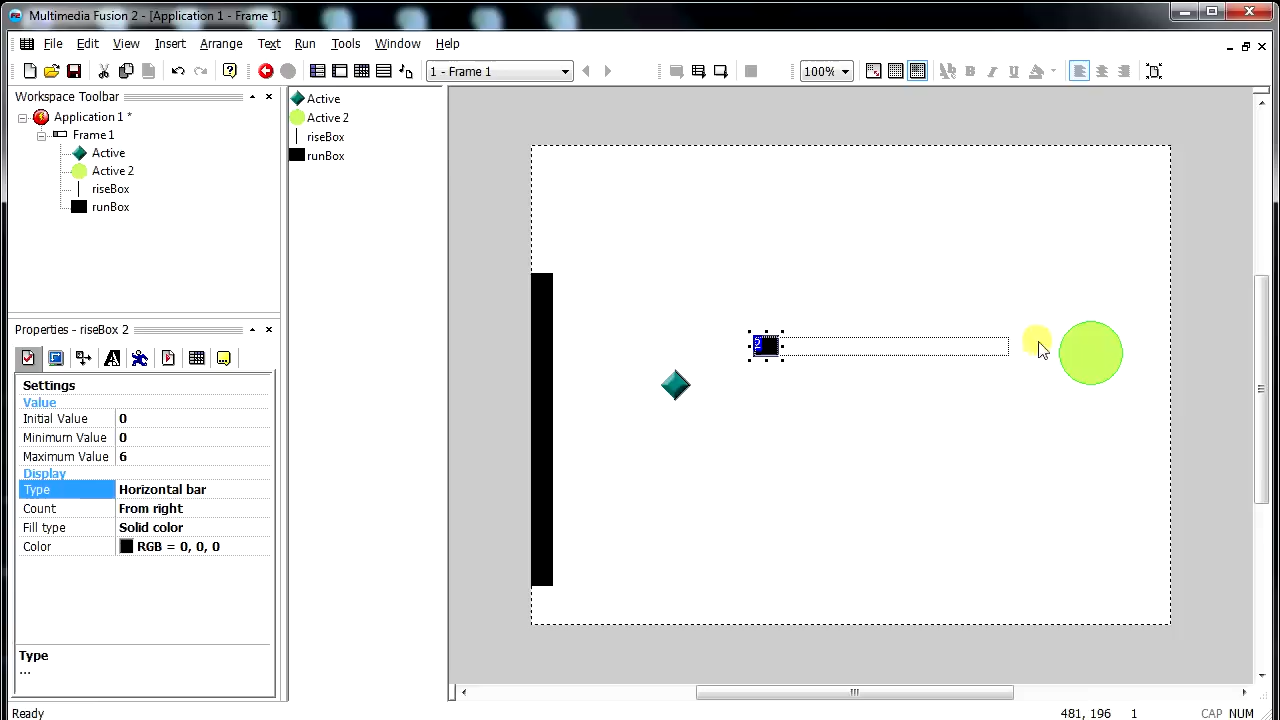 Multimedia Fusion 2 - [Application 1 - Frame 1]
File Edit View Insert Arrange Text Run Tools Window Help
1 - Frame 1
100%
B I U
Workspace Toolbar
Application 1 *
Frame 1
Active
Active 2
riseBox
runBox
Active
Active 2
riseBox
runBox
2
Properties - riseBox 2
Settings
Value
Initial Value 0
Minimum Value 0
Maximum Value 6
Display
Type Horizontal bar
Count From right
Fill type Solid color
Color RGB = 0, 0, 0
Type
...
Ready
481, 196 1 CAP NUM